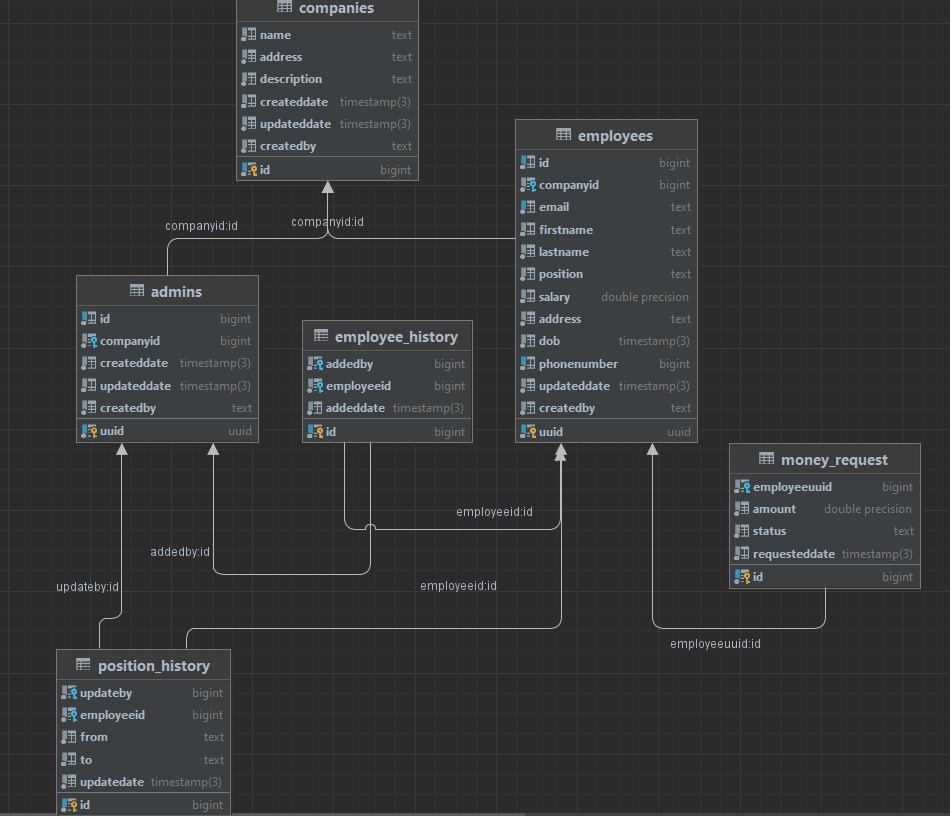 companies
name text
address text
description text
createddate timestamp(3)
updateddate timestamp(3)
createdby text
id bigint
employees
id bigint
companyid bigint
email text
firstname text
lastname text
position text
salary double precision
address text
dob timestamp(3)
phonenumber bigint
updateddate timestamp(3)
createdby text
uuid uuid
companyid:id
companyid:id
admins
id bigint
companyid bigint
createddate timestamp(3)
updateddate timestamp(3)
createdby text
uuid uuid
employee_history
addedby bigint
employeeid bigint
addeddate timestamp(3)
id bigint
money_request
employeeuuid bigint
amount double precision
status text
requesteddate timestamp(3)
id bigint
employeeid:id
addedby:id
updateby:id
employeeid:id
employeeuuid:id
position_history
updateby bigint
employeeid bigint
from text
to text
updatedate timestamp(3)
id bigint